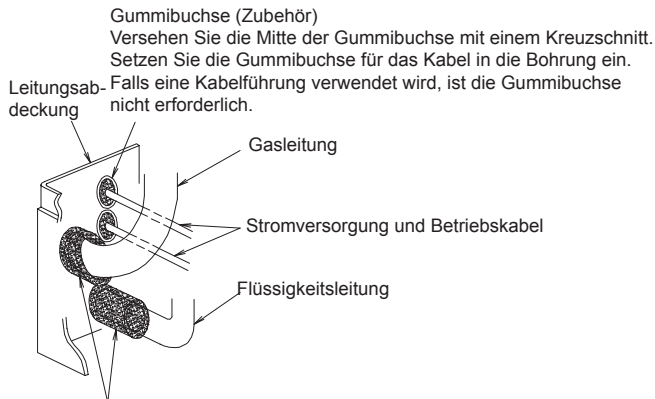 Gummibuchse (Zubehör)
Versehen Sie die Mitte der Gummibuchse mit einem Kreuzschnitt.
Setzen Sie die Gummibuchse für das Kabel in die Bohrung ein.
Falls eine Kabelführung verwendet wird, ist die Gummibuchse
nicht erforderlich.
Leitungsab-
deckung
Gasleitung
Stromversorgung und Betriebskabel
Flüssigkeitsleitung